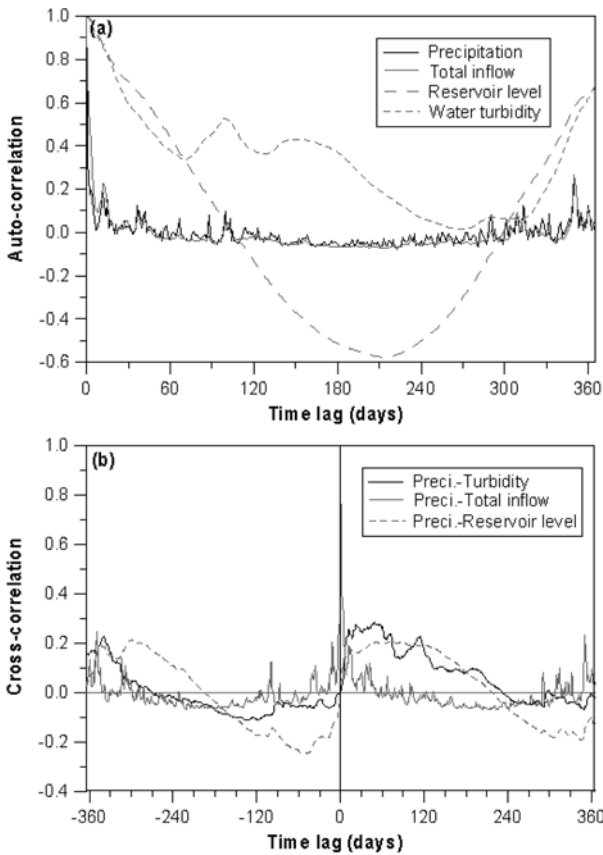 (a)
Precipitation
Total inflow
Reservoir level
Water turbidity
Auto-correlation
1.0
0.8
0.6
0.4
0.2
0.0
-0.2
-0.4
-0.6
0 60 120 180 240 300 360
Time lag (days)
(b)
Preci.-Turbidity
Preci.-Total inflow
Preci.-Reservoir level
Cross-correlation
1.0
0.8
0.6
0.4
0.2
0.0
-0.2
-0.4
-360 -240 -120 0 120 240 360
Time lag (days)